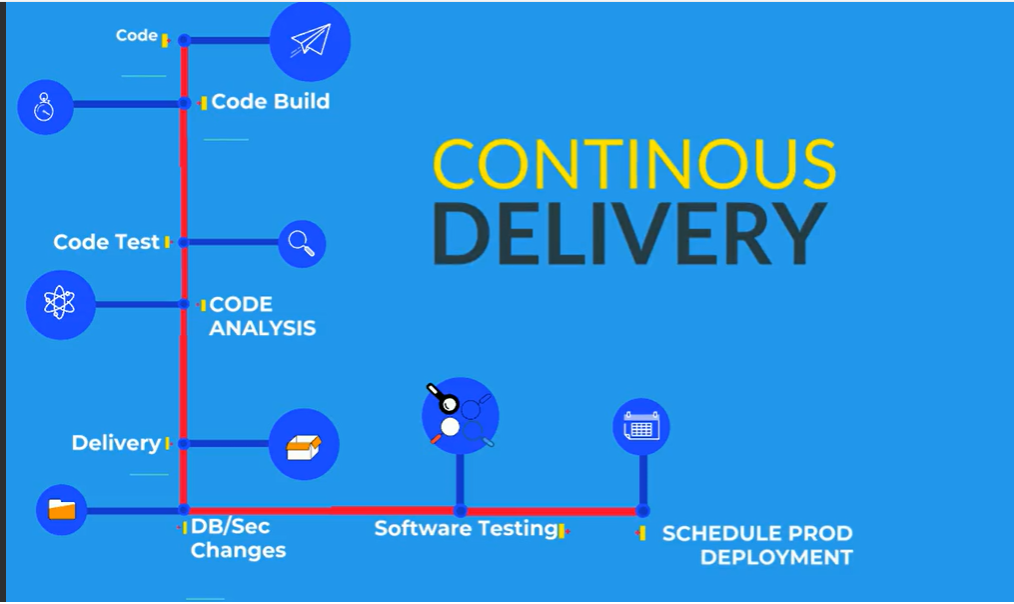 Code
Code Build
CONTINOUS
DELIVERY
Code Test
CODE
ANALYSIS
Delivery
DB/Sec
Changes
Software Testing
SCHEDULE PROD
DEPLOYMENT